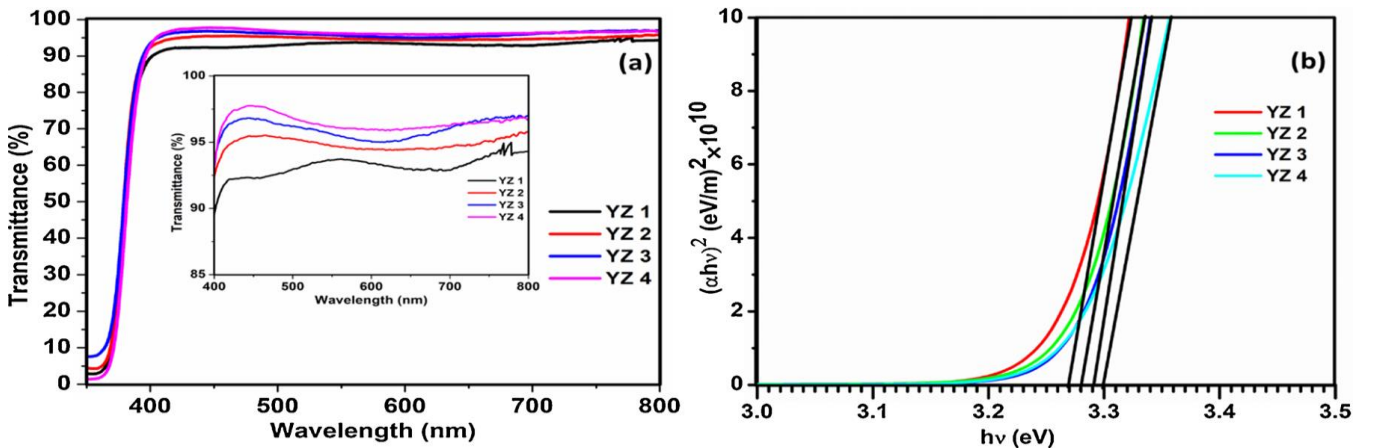 (a)
Transmittance (%)
100
90
80
70
60
50
40
30
20
10
0
400
500
600
700
800
Wavelength (nm)
YZ 1
YZ 2
YZ 3
YZ 4
Transmittance (%)
100
95
90
85
400
500
600
700
800
Wavelength (nm)
YZ 1
YZ 2
YZ 3
YZ 4
(b)
(αhν)² (eV/m)²×10¹⁰
10
8
6
4
2
0
3.0
3.1
3.2
3.3
3.4
3.5
hν (eV)
YZ 1
YZ 2
YZ 3
YZ 4